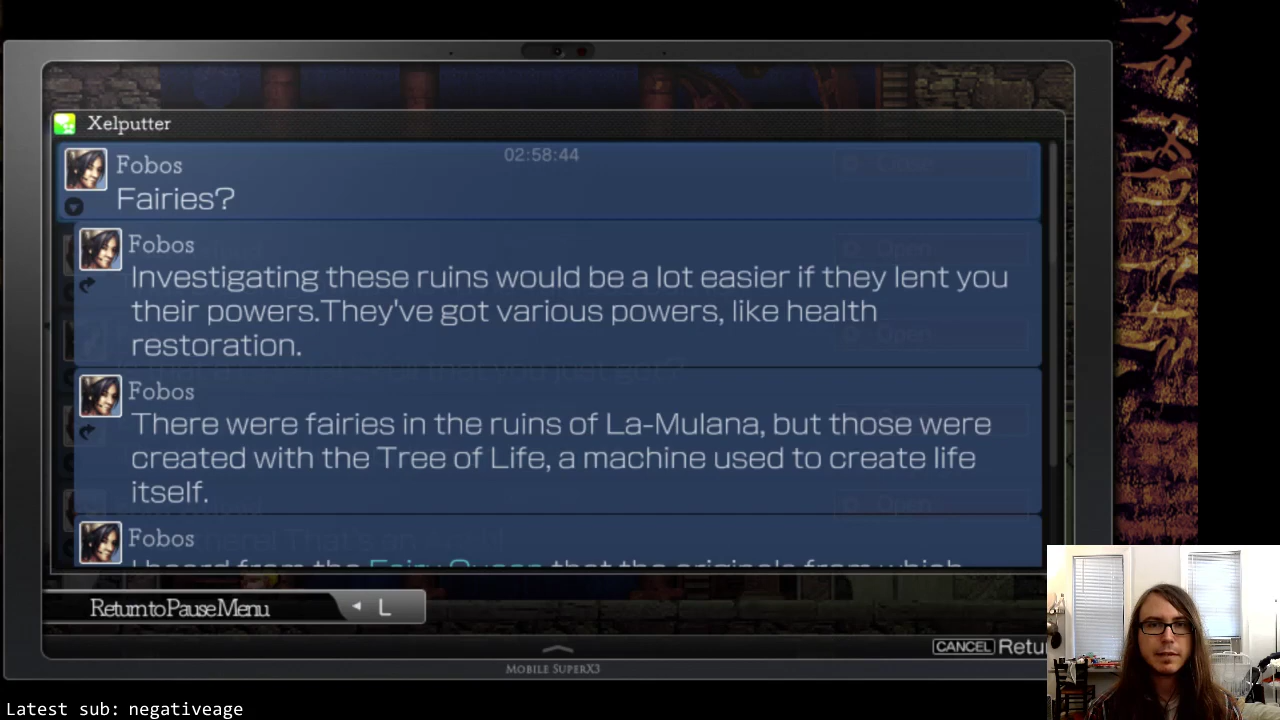 Xelputter
Fobos
02:58:44
Fairies?
Fobos
Investigating these ruins would be a lot easier if they lent you
their powers.They've got various powers, like health
restoration.
Fobos
There were fairies in the ruins of La-Mulana, but those were
created with the Tree of Life, a machine used to create life
itself.
Fobos
Return to Pause Menu
CANCEL Retu
MOBILE SUPERX3
Latest sub: negativeage